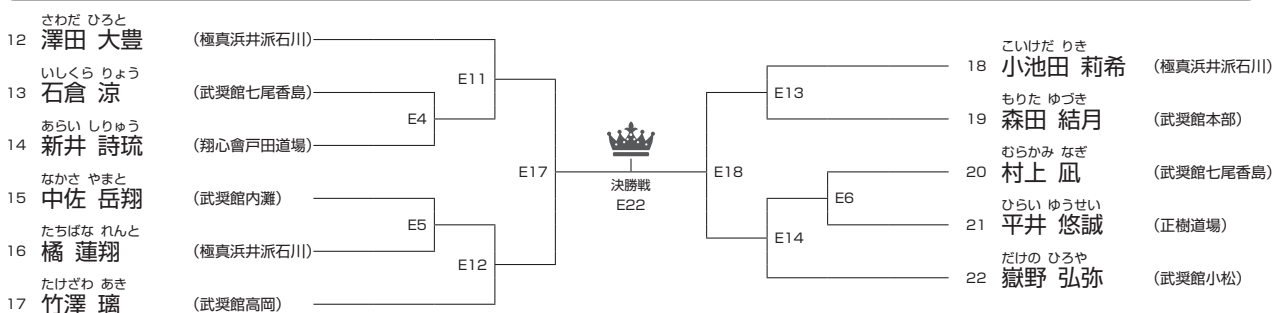 さわだ ひろと
12 澤田 大豊 (極真浜井派石川)
いしくら りょう
13 石倉 涼 (武奨館七尾香島)
あらい しりゅう
14 新井 詩琉 (翔心會戸田道場)
なかさ やまと
15 中佐 岳翔 (武奨館内灘)
たちばな れんと
16 橘 蓮翔 (極真浜井派石川)
たけざわ あき
17 竹澤 璃 (武奨館高岡)
E11
E4
E5
E12
E17
決勝戦
E22
E18
E13
E6
E14
こいけだ りき
18 小池田 莉希 (極真浜井派石川)
もりた ゆづき
19 森田 結月 (武奨館本部)
むらかみ なぎ
20 村上 凪 (武奨館七尾香島)
ひらい ゆうせい
21 平井 悠誠 (正樹道場)
だけの ひろや
22 嶽野 弘弥 (武奨館小松)